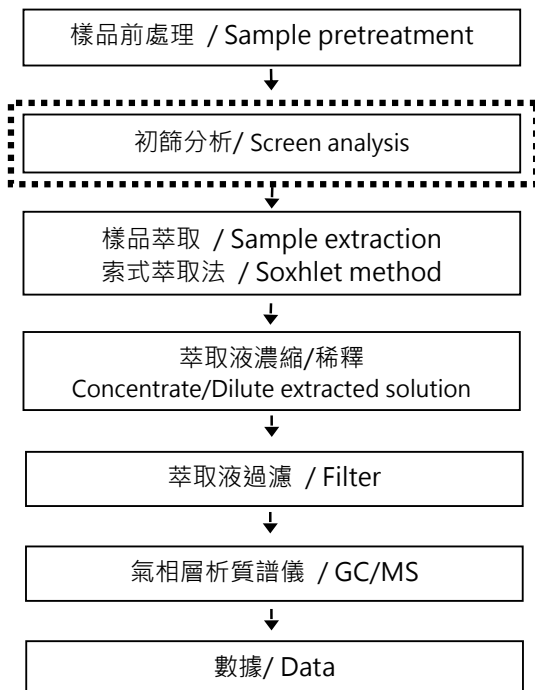 樣品前處理 / Sample pretreatment
初篩分析/ Screen analysis
樣品萃取 / Sample extraction
索式萃取法 / Soxhlet method
萃取液濃縮/稀釋
Concentrate/Dilute extracted solution
萃取液過濾 / Filter
氣相層析質譜儀 / GC/MS
數據/ Data